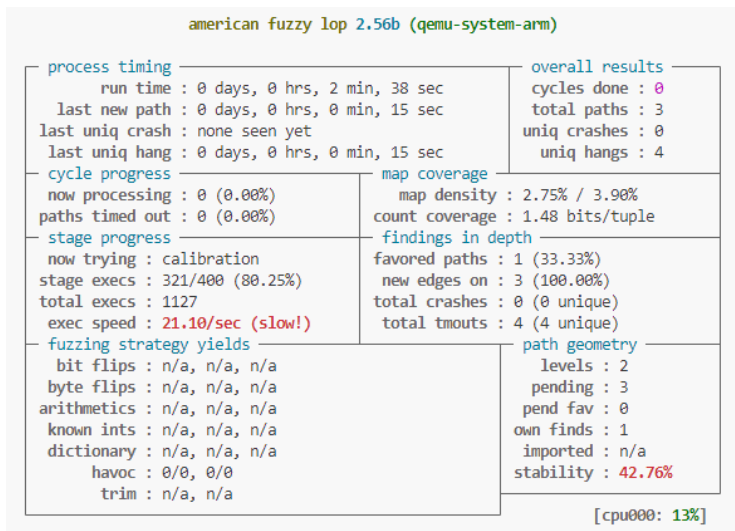 american fuzzy lop 2.56b (qemu-system-arm)
process timing overall results
run time : 0 days, 0 hrs, 2 min, 38 sec cycles done : 0
last new path : 0 days, 0 hrs, 0 min, 15 sec total paths : 3
last uniq crash : none seen yet uniq crashes : 0
last uniq hang : 0 days, 0 hrs, 0 min, 15 sec uniq hangs : 4
cycle progress map coverage
now processing : 0 (0.00%) map density : 2.75% / 3.90%
paths timed out : 0 (0.00%) count coverage : 1.48 bits/tuple
stage progress findings in depth
now trying : calibration favored paths : 1 (33.33%)
stage execs : 321/400 (80.25%) new edges on : 3 (100.00%)
total execs : 1127 total crashes : 0 (0 unique)
exec speed : 21.10/sec (slow!) total tmouts : 4 (4 unique)
fuzzing strategy yields path geometry
bit flips : n/a, n/a, n/a levels : 2
byte flips : n/a, n/a, n/a pending : 3
arithmetics : n/a, n/a, n/a pend fav : 0
known ints : n/a, n/a, n/a own finds : 1
dictionary : n/a, n/a, n/a imported : n/a
havoc : 0/0, 0/0 stability : 42.76%
trim : n/a, n/a
[cpu000: 13%]